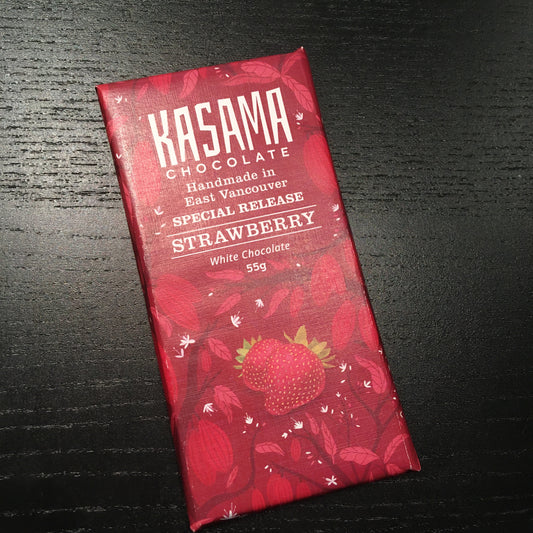 KASAMA
CHOCOLATE
Handmade in
East Vancouver
SPECIAL RELEASE
STRAWBERRY
White Chocolate
55g